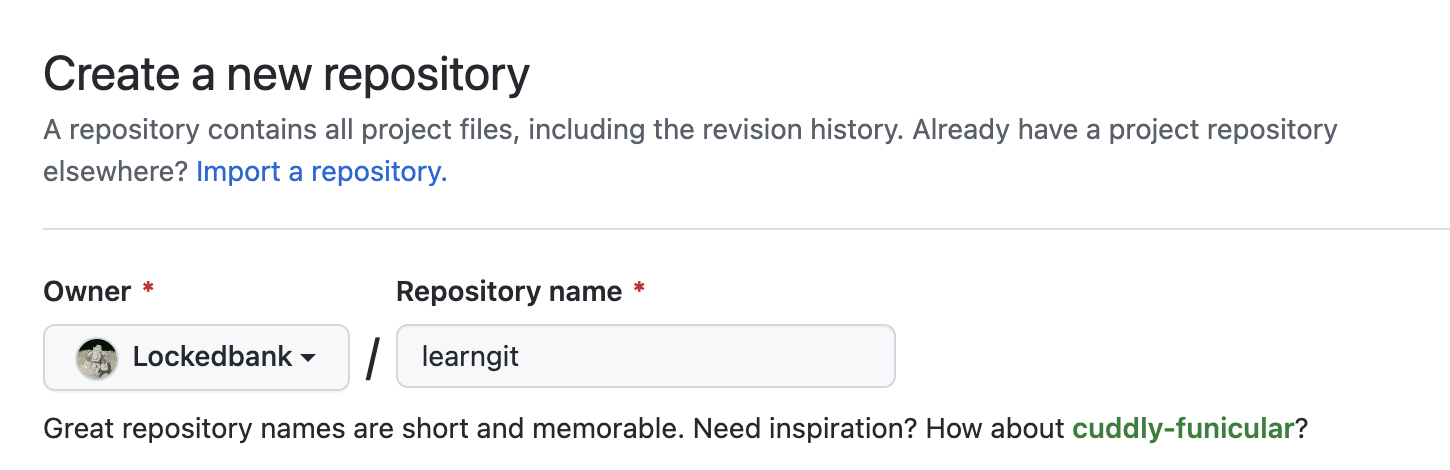 Create a new repository
A repository contains all project files, including the revision history. Already have a project repository
elsewhere? Import a repository.
Owner * Repository name *
Lockedbank / learngit
Great repository names are short and memorable. Need inspiration? How about cuddly-funicular?